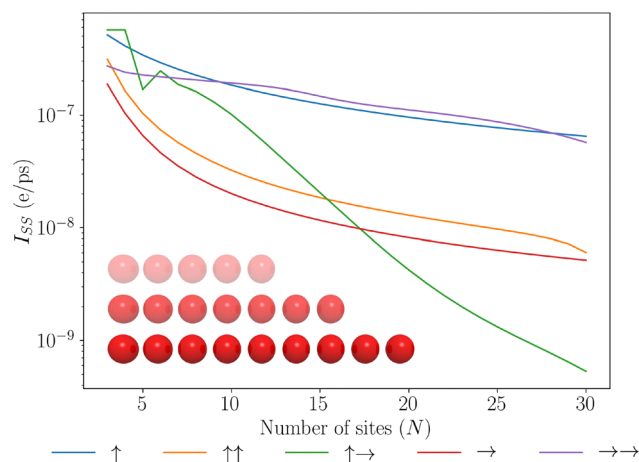 I_SS (e/ps)
10⁻⁷
10⁻⁸
10⁻⁹
5 10 15 20 25 30
Number of sites (N)
↑ ↑↑ ↑→ → →→